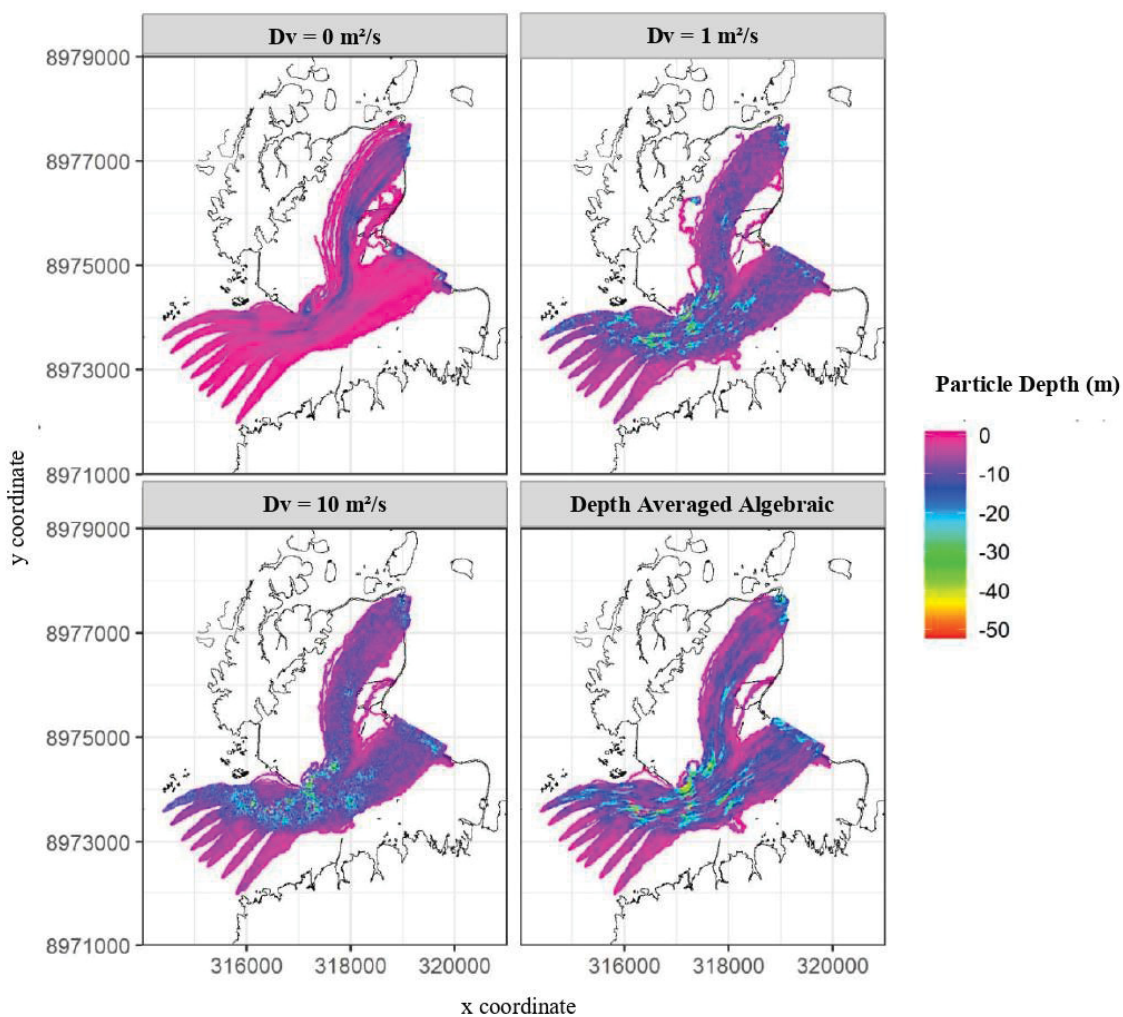 Dv = 0 m²/s
Dv = 1 m²/s
8979000
8977000
8975000
8973000
8971000
Particle Depth (m)
0
-10
-20
-30
-40
-50
y coordinate
Dv = 10 m²/s
Depth Averaged Algebraic
8979000
8977000
8975000
8973000
8971000
316000 318000 320000
316000 318000 320000
x coordinate